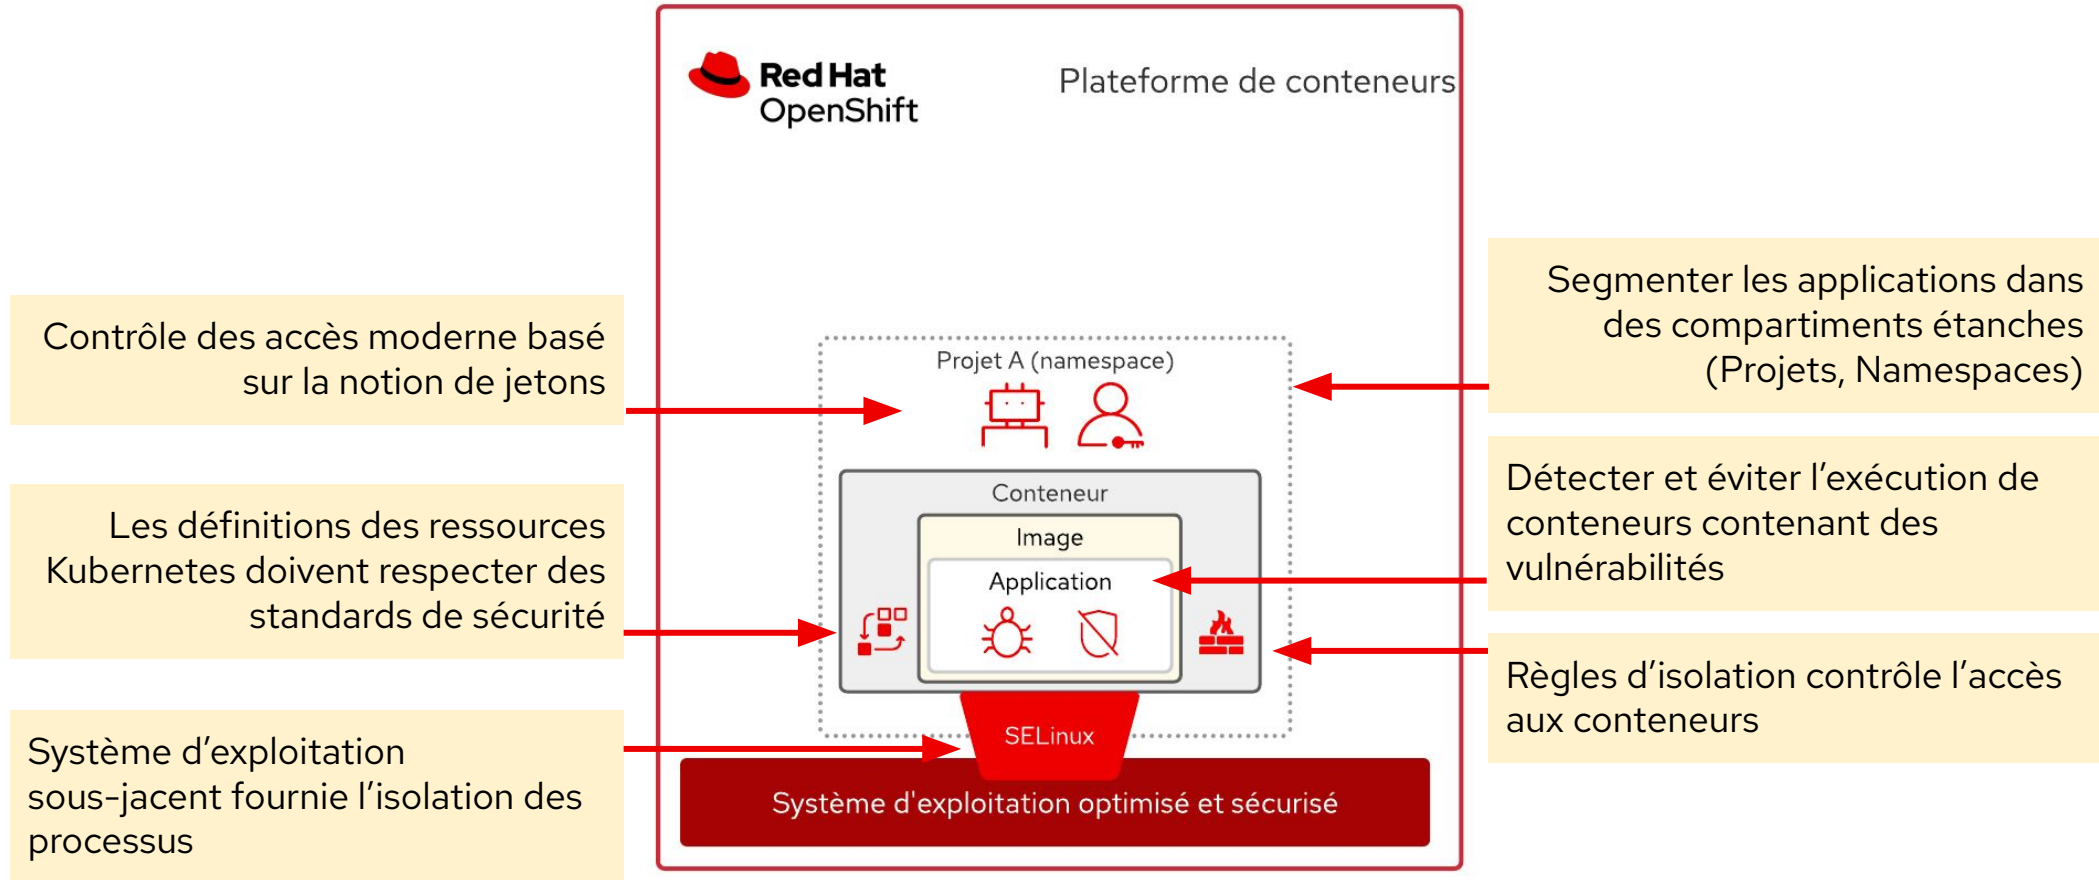 Red Hat
OpenShift
Plateforme de conteneurs
Contrôle des accès moderne basé
sur la notion de jetons
Les définitions des ressources
Kubernetes doivent respecter des
standards de sécurité
Système d’exploitation
sous-jacent fournie l’isolation des
processus
Projet A (namespace)
Conteneur
Image
Application
SELinux
Système d'exploitation optimisé et sécurisé
Segmenter les applications dans
des compartiments étanches
(Projets, Namespaces)
Détecter et éviter l’exécution de
conteneurs contenant des
vulnérabilités
Règles d’isolation contrôle l’accès
aux conteneurs